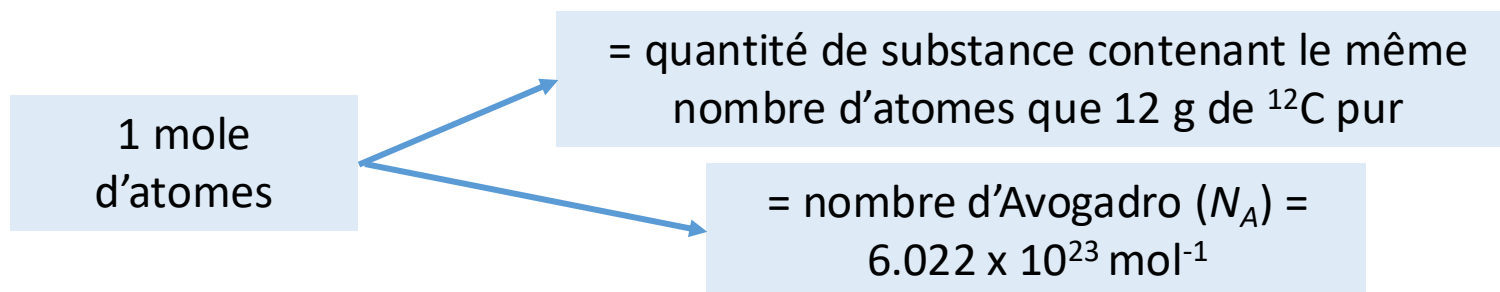 1 mole
d’atomes
= quantité de substance contenant le même
nombre d’atomes que 12 g de ¹²C pur
= nombre d’Avogadro (N_A) =
6.022 x 10²³ mol⁻¹